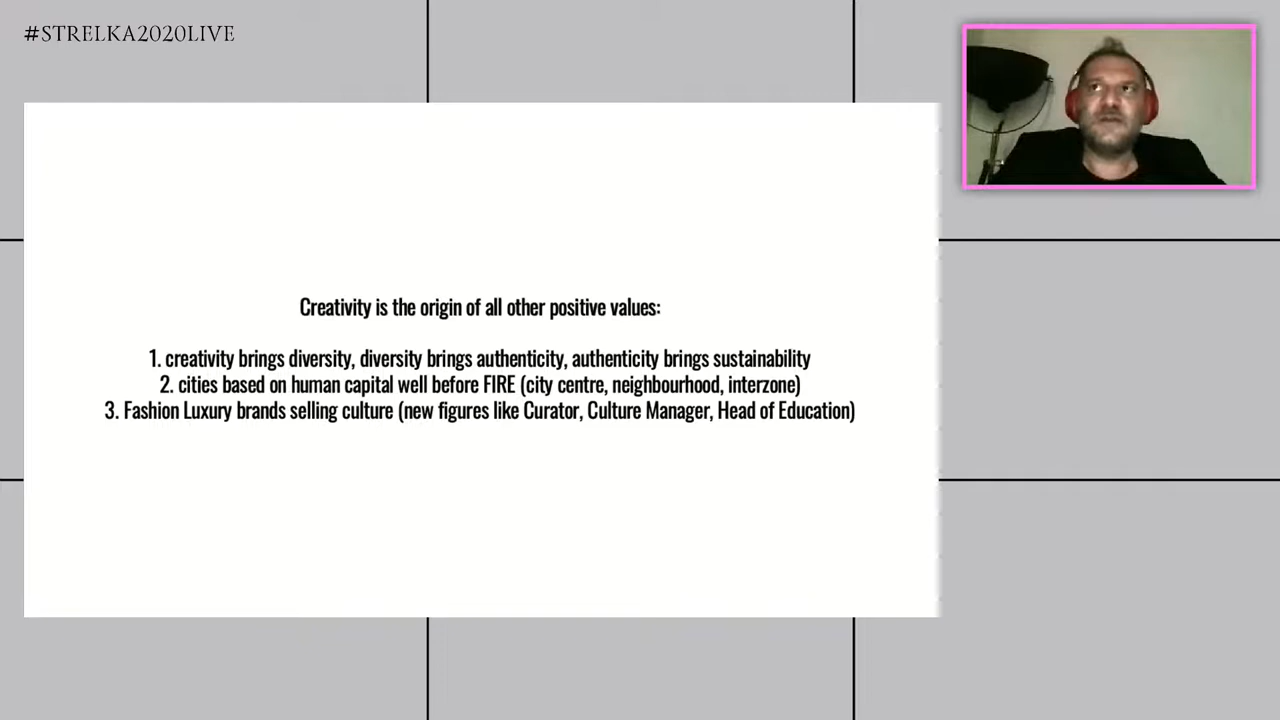 #STRELKA2020LIVE
Creativity is the origin of all other positive values:
1. creativity brings diversity, diversity brings authenticity, authenticity brings sustainability
2. cities based on human capital well before FIRE (city centre, neighbourhood, interzone)
3. Fashion Luxury brands selling culture (new figures like Curator, Culture Manager, Head of Education)